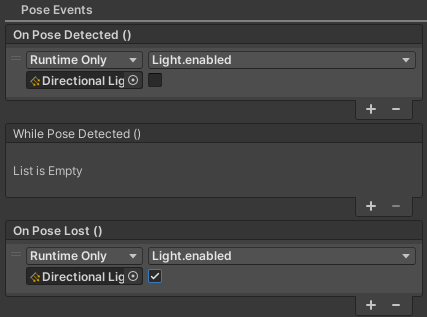 Pose Events
On Pose Detected ()
Runtime Only
Light.enabled
Directional Lig
+ −
While Pose Detected ()
List is Empty
+ −
On Pose Lost ()
Runtime Only
Light.enabled
Directional Lig
+ −